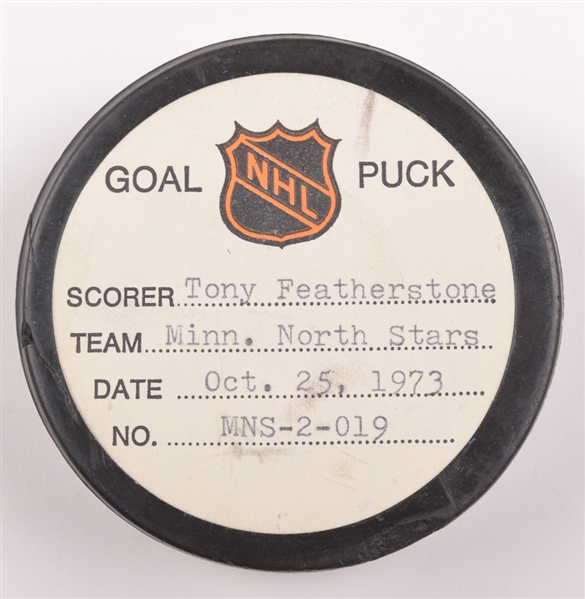 NHL
GOAL PUCK
SCORER Tony Featherstone
TEAM Minn. North Stars
DATE Oct. 25, 1973
NO. MNS-2-019